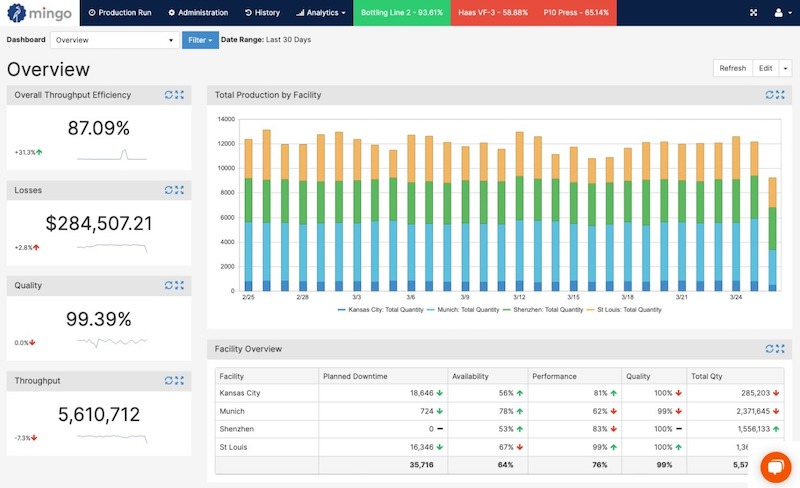 mingo Production Run Administration History Analytics Bottling Line 2 - 93.61% Haas VF-3 - 58.88% P10 Press - 65.14%
Dashboard Overview Filter Date Range: Last 30 Days
Overview Refresh Edit
Overall Throughput Efficiency
87.09%
+31.3%
Losses
$284,507.21
+2.8%
Quality
99.39%
0.0%
Throughput
5,610,712
-7.3%
Total Production by Facility
14000
12000
10000
8000
6000
4000
2000
0
2/25 2/28 3/3 3/6 3/9 3/12 3/15 3/18 3/21 3/24
Kansas City: Total Quantity Munich: Total Quantity Shenzhen: Total Quantity St Louis: Total Quantity
Facility Overview
Facility Planned Downtime Availability Performance Quality Total Qty
Kansas City 18,646 56% 81% 100% 285,203
Munich 724 78% 62% 99% 2,371,645
Shenzhen 0 53% 83% 100% 1,556,133
St Louis 16,346 67% 99% 100%
35,716 64% 76% 99%